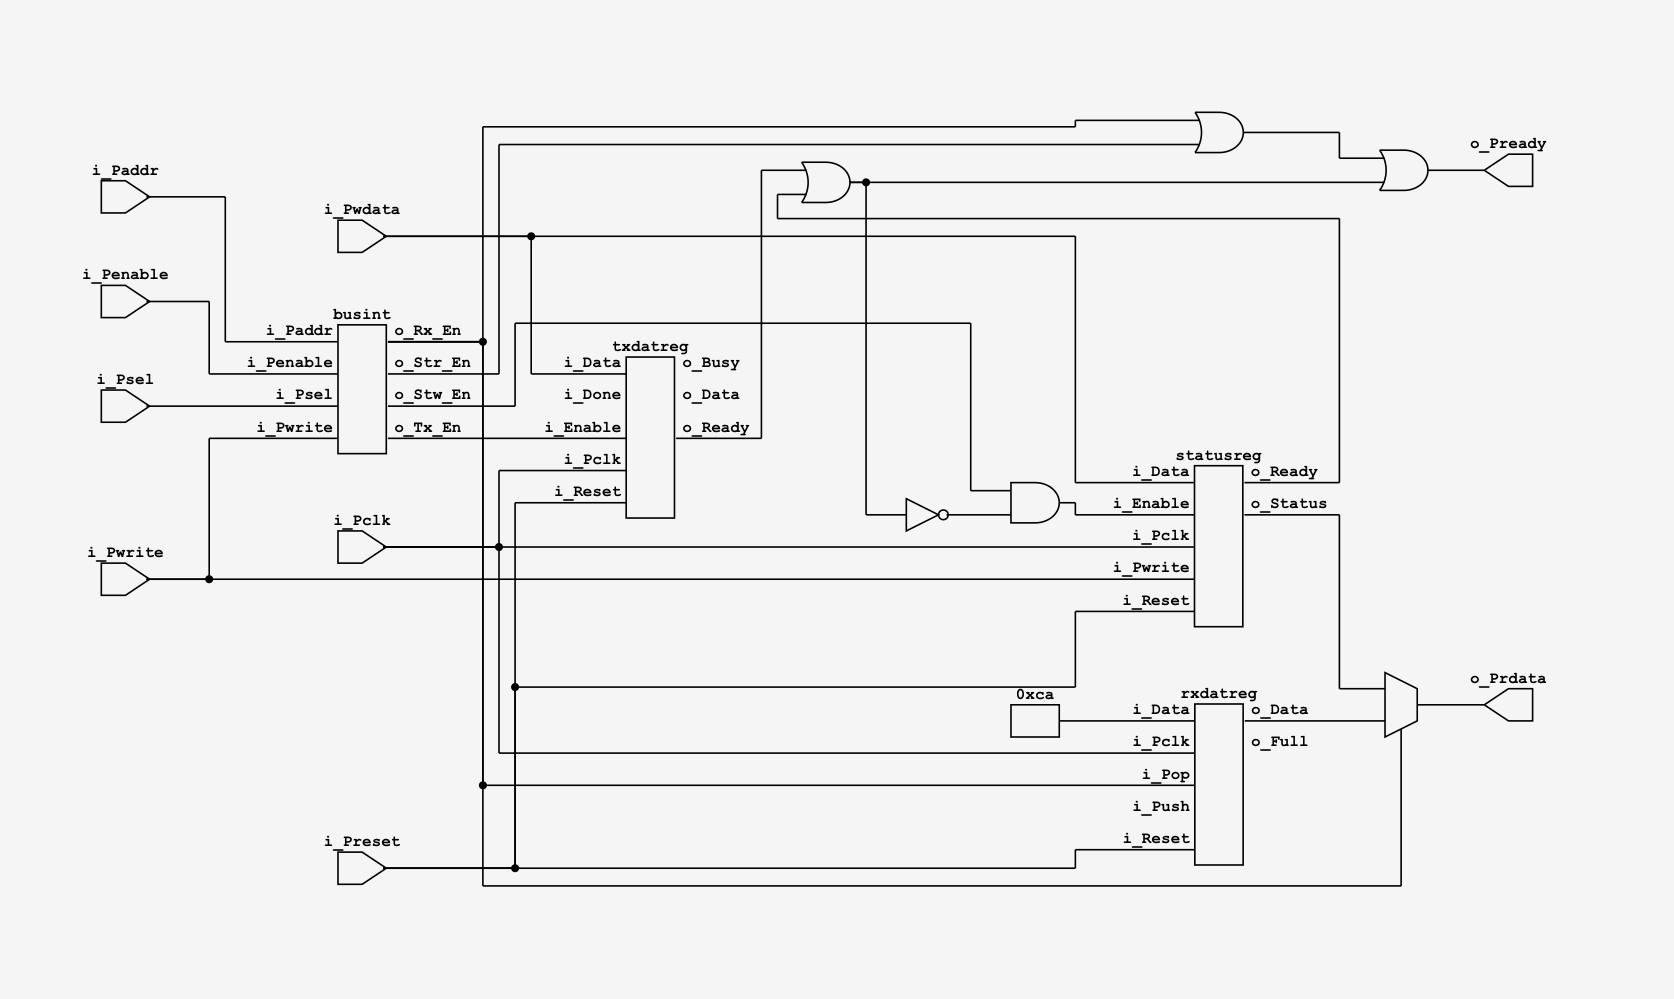 o_Pready
i_Paddr
i_Pwdata
i_Penable
busint
i_Paddr
o_Rx_En
i_Penable
o_Str_En
i_Psel
i_Psel
o_Stw_En
i_Pwrite
o_Tx_En
txdatreg
i_Data
o_Busy
i_Done
o_Data
i_Enable
o_Ready
i_Pclk
i_Reset
statusreg
i_Data
o_Ready
i_Enable
o_Status
i_Pclk
i_Pwrite
i_Reset
i_Pclk
i_Pwrite
0xca
rxdatreg
i_Data
o_Data
i_Pclk
o_Full
i_Pop
i_Push
i_Reset
o_Prdata
i_Preset